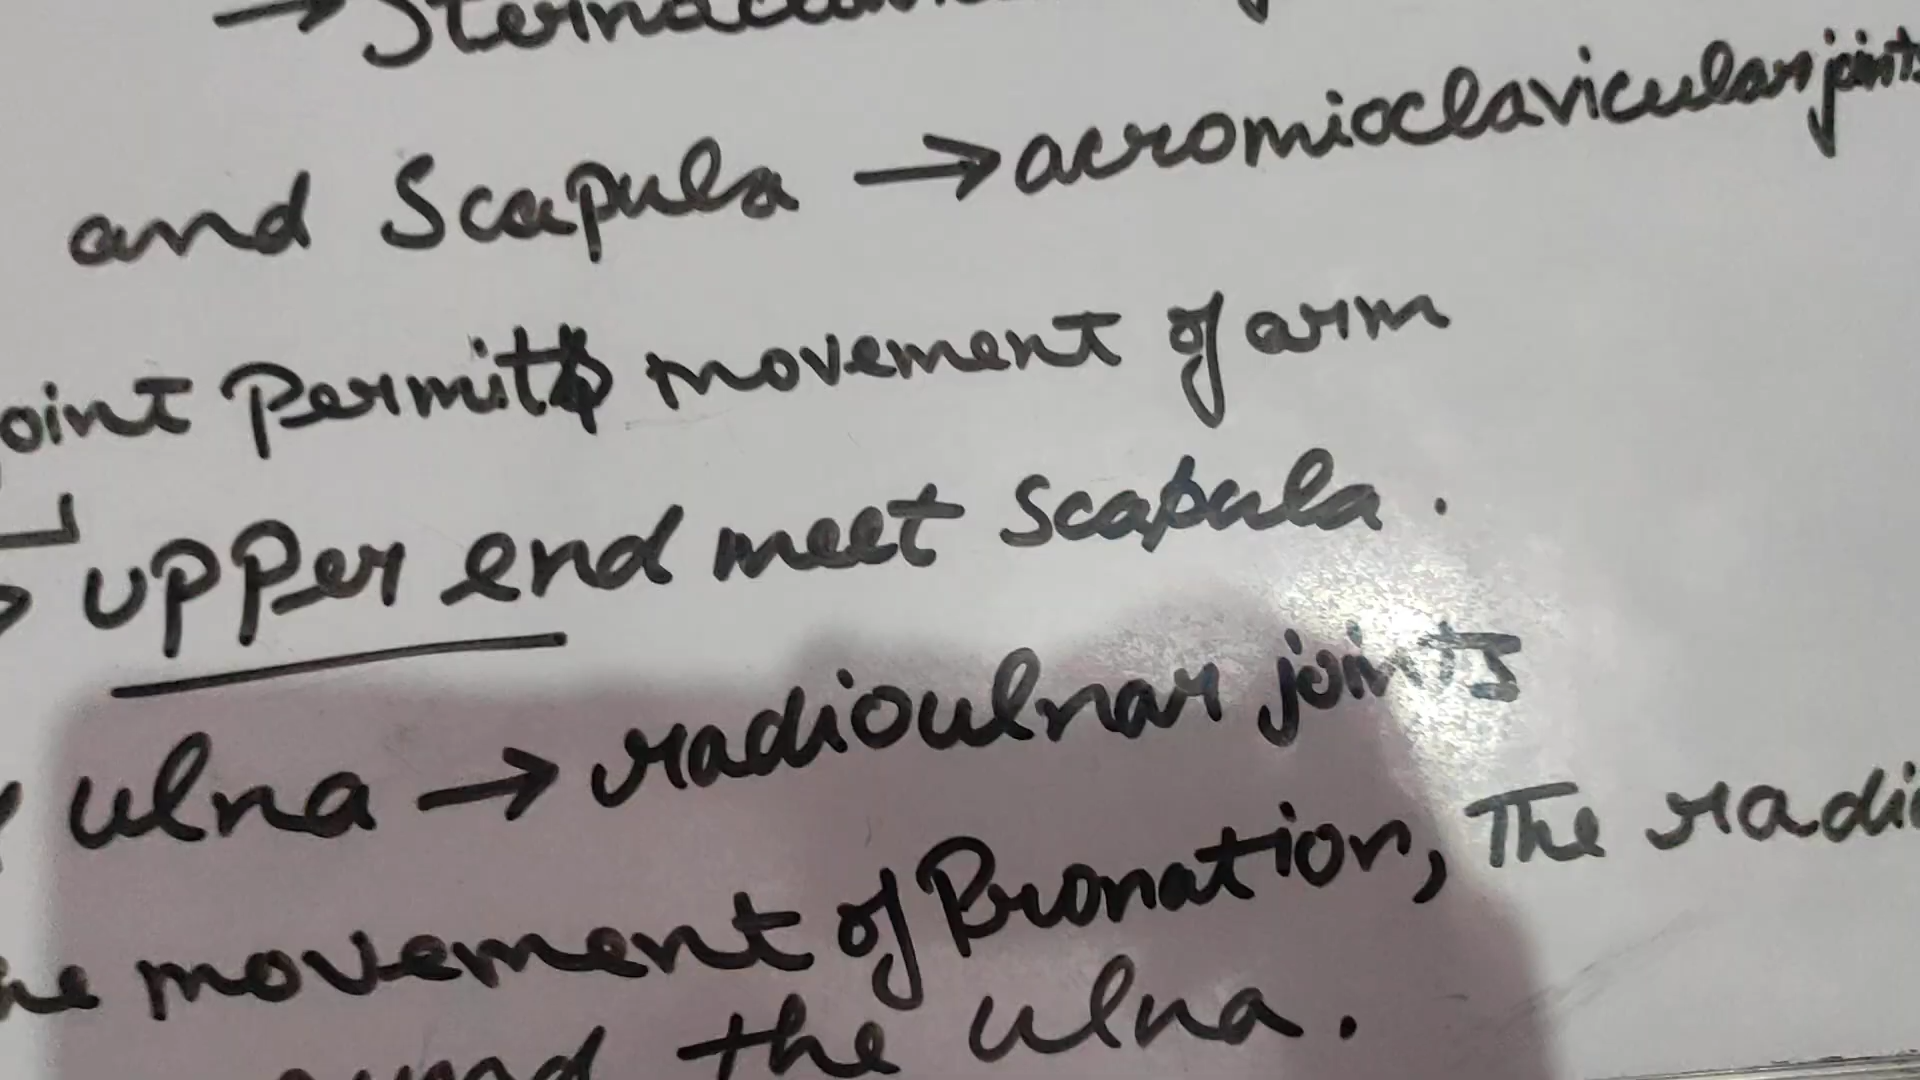 and Scapula → acromioclavicular joints
oint Permits movement of arm
upper end meet scapula.
ulna → radioulnar joints
movement of Pronation, The radi
the ulna.